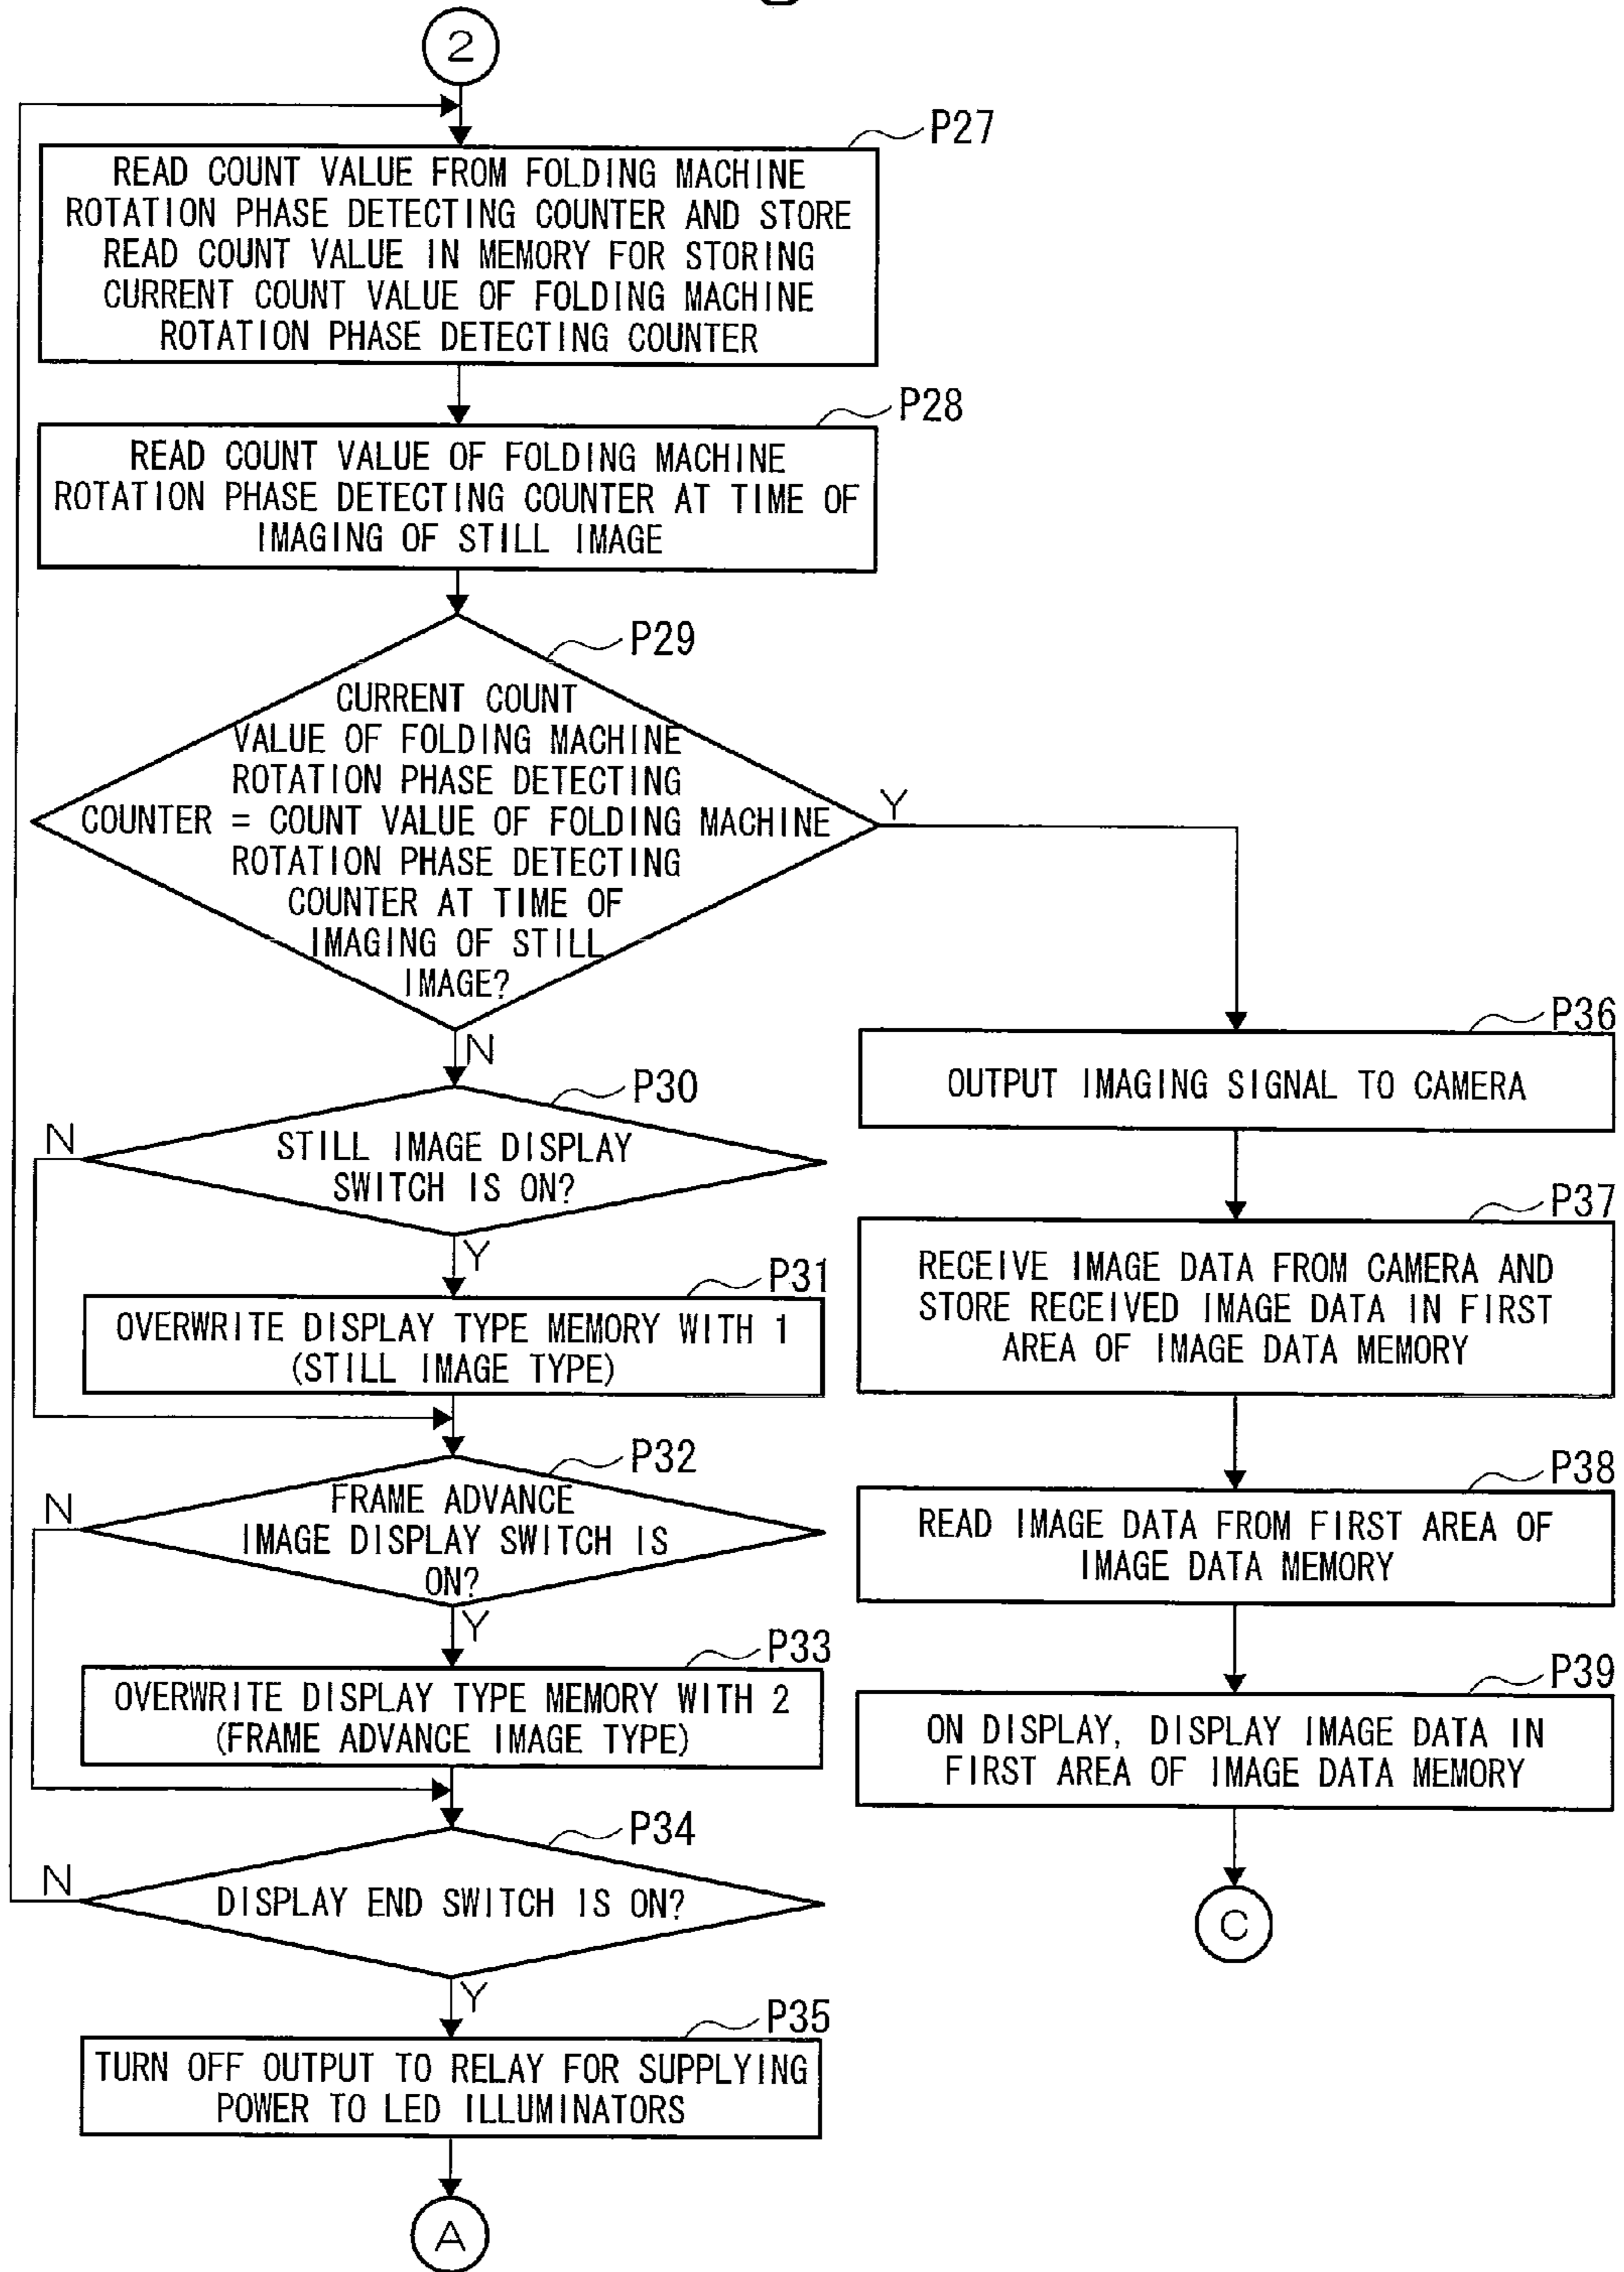 2
P27
READ COUNT VALUE FROM FOLDING MACHINE
ROTATION PHASE DETECTING COUNTER AND STORE
READ COUNT VALUE IN MEMORY FOR STORING
CURRENT COUNT VALUE OF FOLDING MACHINE
ROTATION PHASE DETECTING COUNTER
P28
READ COUNT VALUE OF FOLDING MACHINE
ROTATION PHASE DETECTING COUNTER AT TIME OF
IMAGING OF STILL IMAGE
P29
CURRENT COUNT
VALUE OF FOLDING MACHINE
ROTATION PHASE DETECTING
COUNTER = COUNT VALUE OF FOLDING MACHINE
ROTATION PHASE DETECTING
COUNTER AT TIME OF
IMAGING OF STILL
IMAGE?
Y
N
P30
N
STILL IMAGE DISPLAY
SWITCH IS ON?
Y
P31
OVERWRITE DISPLAY TYPE MEMORY WITH 1
(STILL IMAGE TYPE)
P32
N
FRAME ADVANCE
IMAGE DISPLAY SWITCH IS
ON?
Y
P33
OVERWRITE DISPLAY TYPE MEMORY WITH 2
(FRAME ADVANCE IMAGE TYPE)
P34
N
DISPLAY END SWITCH IS ON?
Y
P35
TURN OFF OUTPUT TO RELAY FOR SUPPLYING
POWER TO LED ILLUMINATORS
A
P36
OUTPUT IMAGING SIGNAL TO CAMERA
P37
RECEIVE IMAGE DATA FROM CAMERA AND
STORE RECEIVED IMAGE DATA IN FIRST
AREA OF IMAGE DATA MEMORY
P38
READ IMAGE DATA FROM FIRST AREA OF
IMAGE DATA MEMORY
P39
ON DISPLAY, DISPLAY IMAGE DATA IN
FIRST AREA OF IMAGE DATA MEMORY
C